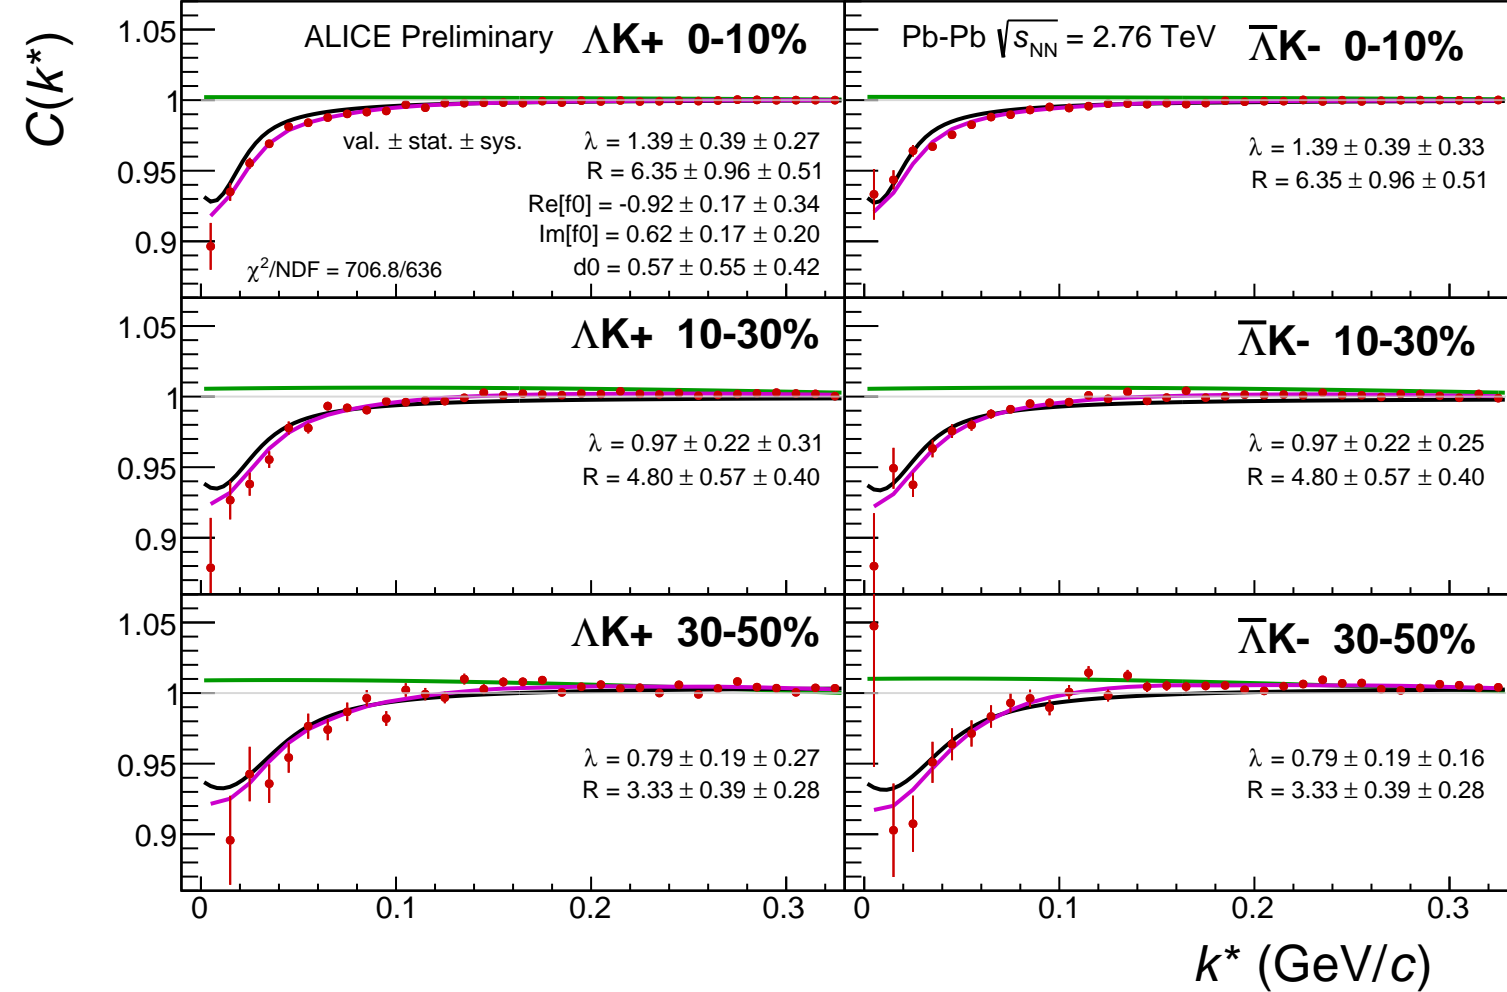 C(k*)
ALICE Preliminary ΛK+ 0-10%
val. ± stat. ± sys.
λ = 1.39 ± 0.39 ± 0.27
R = 6.35 ± 0.96 ± 0.51
Re[f0] = -0.92 ± 0.17 ± 0.34
Im[f0] = 0.62 ± 0.17 ± 0.20
d0 = 0.57 ± 0.55 ± 0.42
χ²/NDF = 706.8/636
1.05
1
0.95
0.9
Pb-Pb √s_NN = 2.76 TeV Λ̅K- 0-10%
λ = 1.39 ± 0.39 ± 0.33
R = 6.35 ± 0.96 ± 0.51
ΛK+ 10-30%
λ = 0.97 ± 0.22 ± 0.31
R = 4.80 ± 0.57 ± 0.40
1.05
1
0.95
0.9
Λ̅K- 10-30%
λ = 0.97 ± 0.22 ± 0.25
R = 4.80 ± 0.57 ± 0.40
ΛK+ 30-50%
λ = 0.79 ± 0.19 ± 0.27
R = 3.33 ± 0.39 ± 0.28
1.05
1
0.95
0.9
Λ̅K- 30-50%
λ = 0.79 ± 0.19 ± 0.16
R = 3.33 ± 0.39 ± 0.28
0 0.1 0.2 0.3
0 0.1 0.2 0.3
k* (GeV/c)